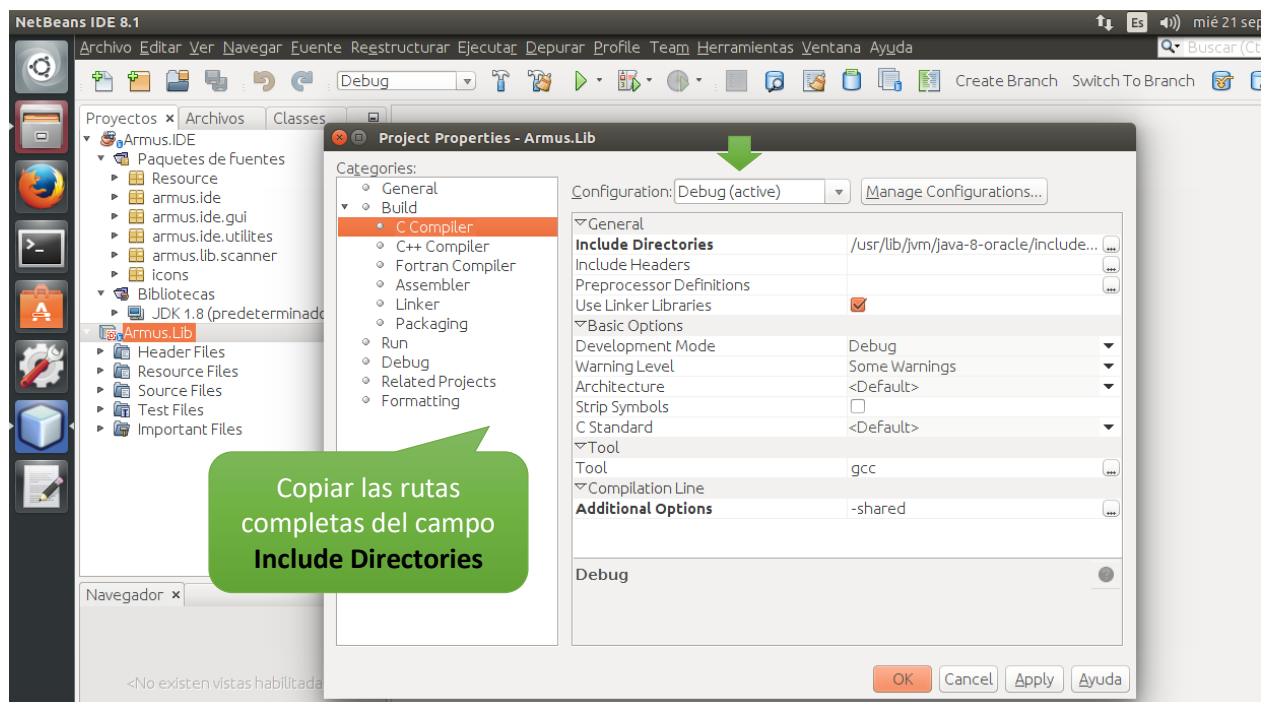 NetBeans IDE 8.1
Es
mié 21 sep
Archivo Editar Ver Navegar Fuente Reestructurar Ejecutar Depurar Profile Team Herramientas Ventana Ayuda
Buscar (Ct
Debug
Create Branch
Switch To Branch
Proyectos
Archivos
Classes
Armus.IDE
Paquetes de fuentes
Resource
armus.ide
armus.ide.gui
armus.ide.utilites
armus.lib.scanner
icons
Bibliotecas
JDK 1.8 (predeterminado
Armus.Lib
Header Files
Resource Files
Source Files
Test Files
Important Files
Navegador
<No existen vistas habilitada
Project Properties - Armus.Lib
Categories:
General
Build
C Compiler
C++ Compiler
Fortran Compiler
Assembler
Linker
Packaging
Run
Debug
Related Projects
Formatting
Configuration: Debug (active)
Manage Configurations...
General
Include Directories /usr/lib/jvm/java-8-oracle/include...
Include Headers
Preprocessor Definitions
Use Linker Libraries
Basic Options
Development Mode Debug
Warning Level Some Warnings
Architecture <Default>
Strip Symbols
C Standard <Default>
Tool
Tool gcc
Compilation Line
Additional Options -shared
Debug
OK
Cancel
Apply
Ayuda
Copiar las rutas
completas del campo
Include Directories